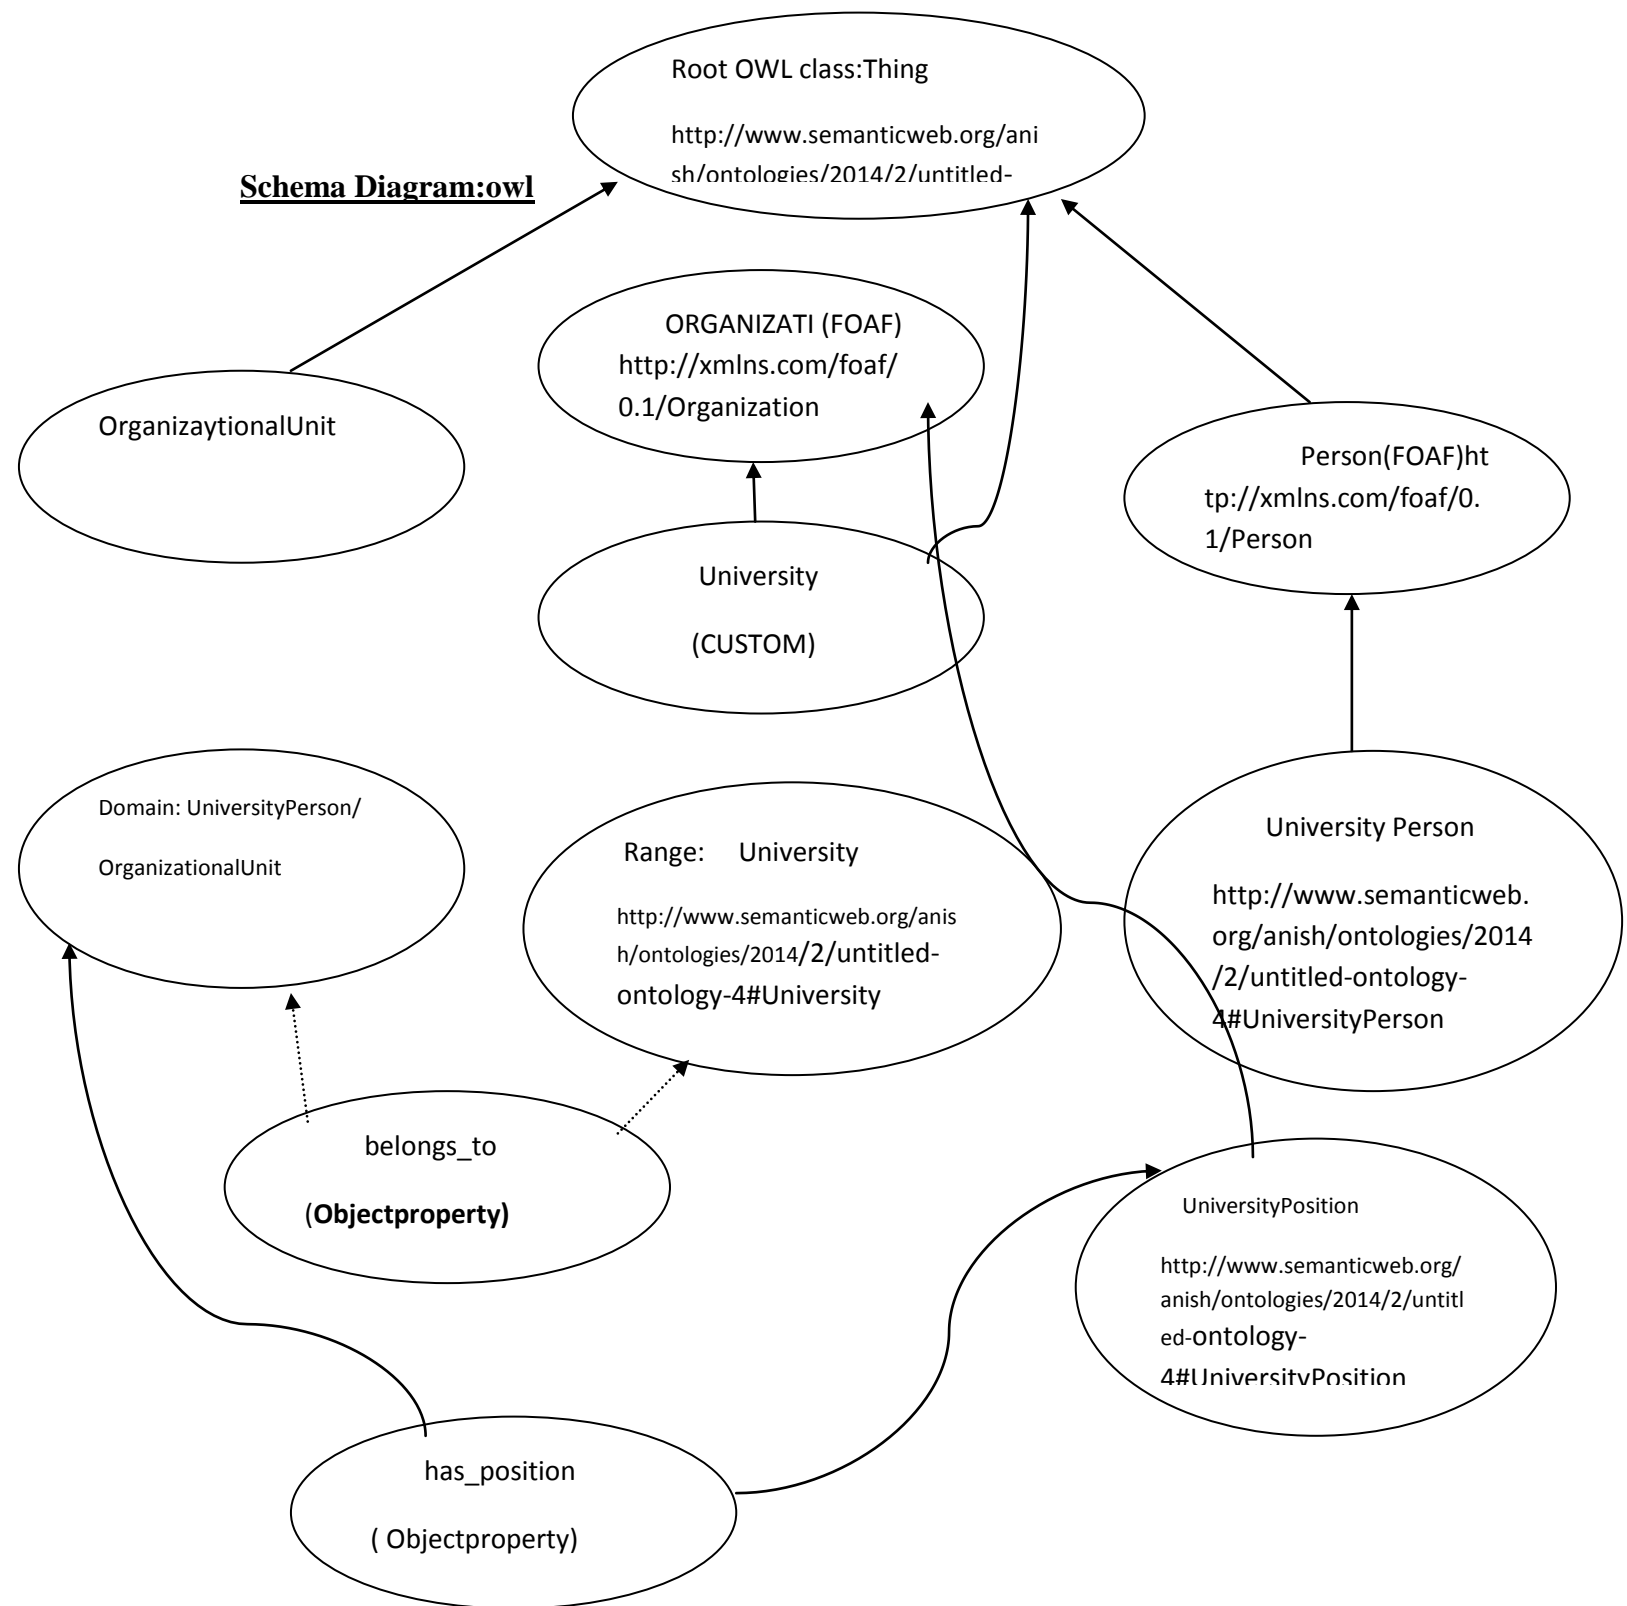 Root OWL class:Thing
http://www.semanticweb.org/ani
sh/ontologies/2014/2/untitled-
Schema Diagram:owl
ORGANIZATI (FOAF)
http://xmlns.com/foaf/
0.1/Organization
OrganizaytionalUnit
Person(FOAF)ht
tp://xmlns.com/foaf/0.
1/Person
University
(CUSTOM)
Domain: UniversityPerson/
OrganizationalUnit
Range: University
http://www.semanticweb.org/anis
h/ontologies/2014/2/untitled-
ontology-4#University
University Person
http://www.semanticweb.
org/anish/ontologies/2014
/2/untitled-ontology-
4#UniversityPerson
belongs_to
(Objectproperty)
UniversityPosition
http://www.semanticweb.org/
anish/ontologies/2014/2/untitl
ed-ontology-
4#UniversityPosition
has_position
( Objectproperty)